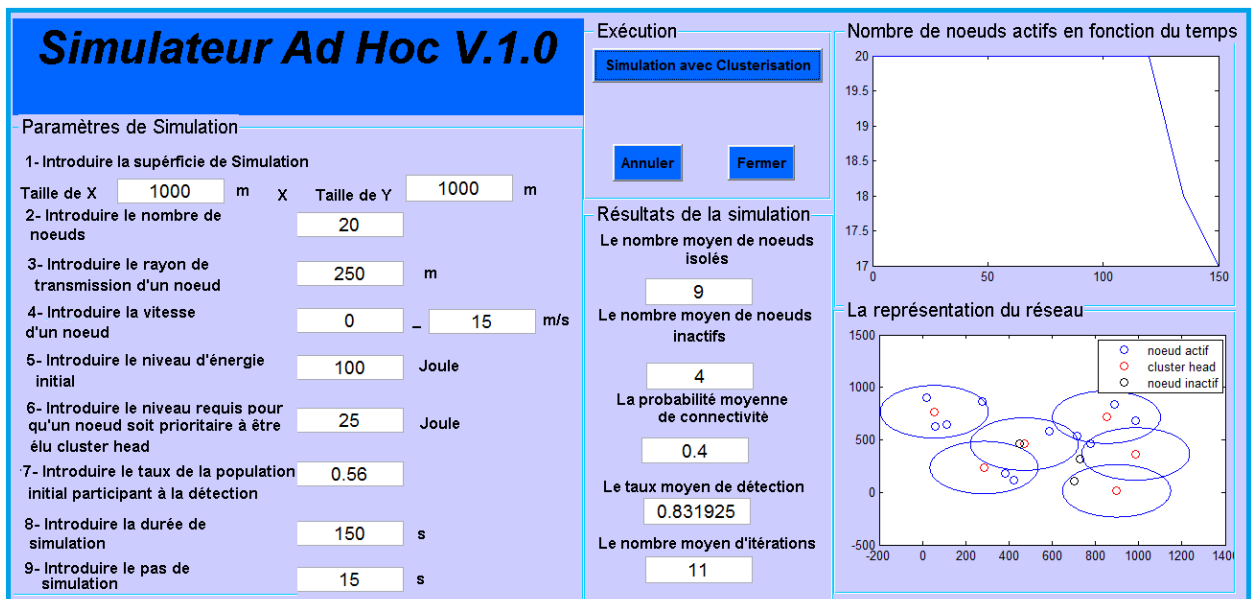 Simulateur Ad Hoc V.1.0
Paramètres de Simulation
1- Introduire la supérficie de Simulation
Taille de X 1000 m X Taille de Y 1000 m
2- Introduire le nombre de
noeuds
20
3- Introduire le rayon de
transmission d'un noeud
250 m
4- Introduire la vitesse
d'un noeud
0 _ 15 m/s
5- Introduire le niveau d'énergie
initial
100 Joule
6- Introduire le niveau requis pour
qu'un noeud soit prioritaire à être
élu cluster head
25 Joule
7- Introduire le taux de la population
initial participant à la détection
0.56
8- Introduire la durée de
simulation
150 s
9- Introduire le pas de
simulation
15 s
Exécution
Simulation avec Clusterisation
Annuler Fermer
Résultats de la simulation
Le nombre moyen de noeuds
isolés
9
Le nombre moyen de noeuds
inactifs
4
La probabilité moyenne
de connectivité
0.4
Le taux moyen de détection
0.831925
Le nombre moyen d'itérations
11
Nombre de noeuds actifs en fonction du temps
20
19.5
19
18.5
18
17.5
17
0 50 100 150
La représentation du réseau
1500
1000
500
0
-500
noeud actif
cluster head
noeud inactif
-200 0 200 400 600 800 1000 1200 140